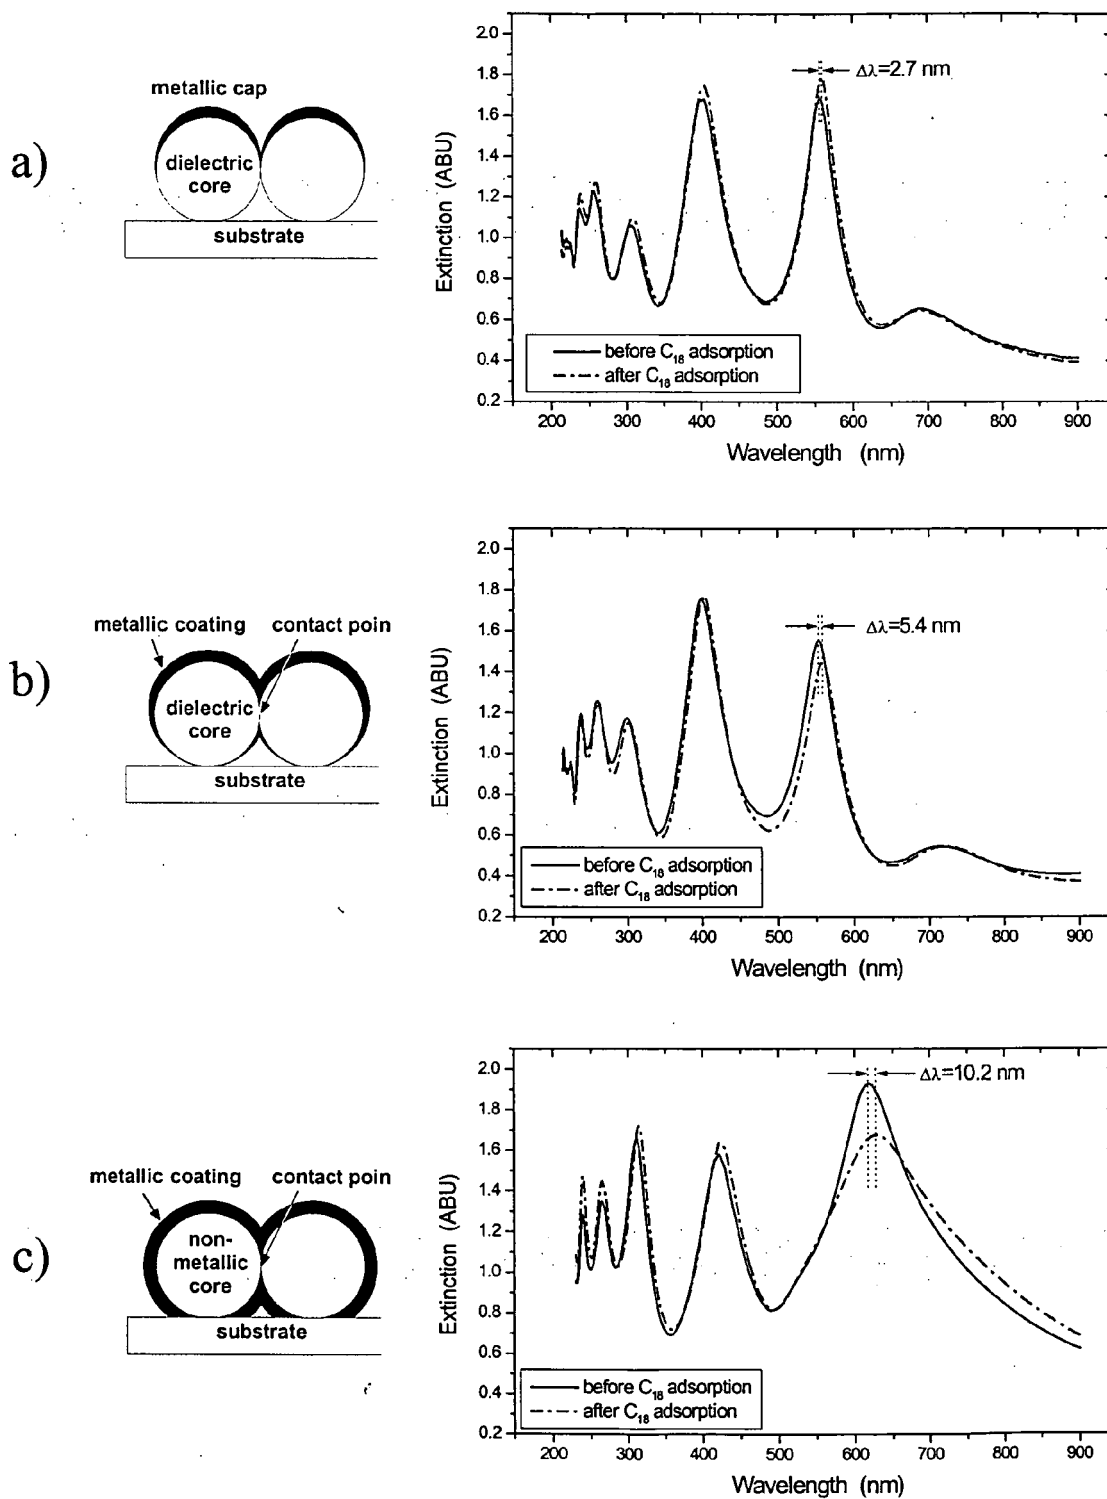 a)
metallic cap
dielectric
core
substrate
Extinction (ABU)
2.0
1.8
1.6
1.4
1.2
1.0
0.8
0.6
0.4
0.2
Δλ=2.7 nm
before C18 adsorption
after C18 adsorption
200 300 400 500 600 700 800 900
Wavelength (nm)
b)
metallic coating
contact poin
dielectric
core
substrate
Extinction (ABU)
2.0
1.8
1.6
1.4
1.2
1.0
0.8
0.6
0.4
0.2
Δλ=5.4 nm
before C18 adsorption
after C18 adsorption
200 300 400 500 600 700 800 900
Wavelength (nm)
c)
metallic coating
contact poin
non-
metallic
core
substrate
Extinction (ABU)
2.0
1.8
1.6
1.4
1.2
1.0
0.8
0.6
0.4
0.2
Δλ=10.2 nm
before C18 adsorption
after C18 adsorption
200 300 400 500 600 700 800 900
Wavelength (nm)